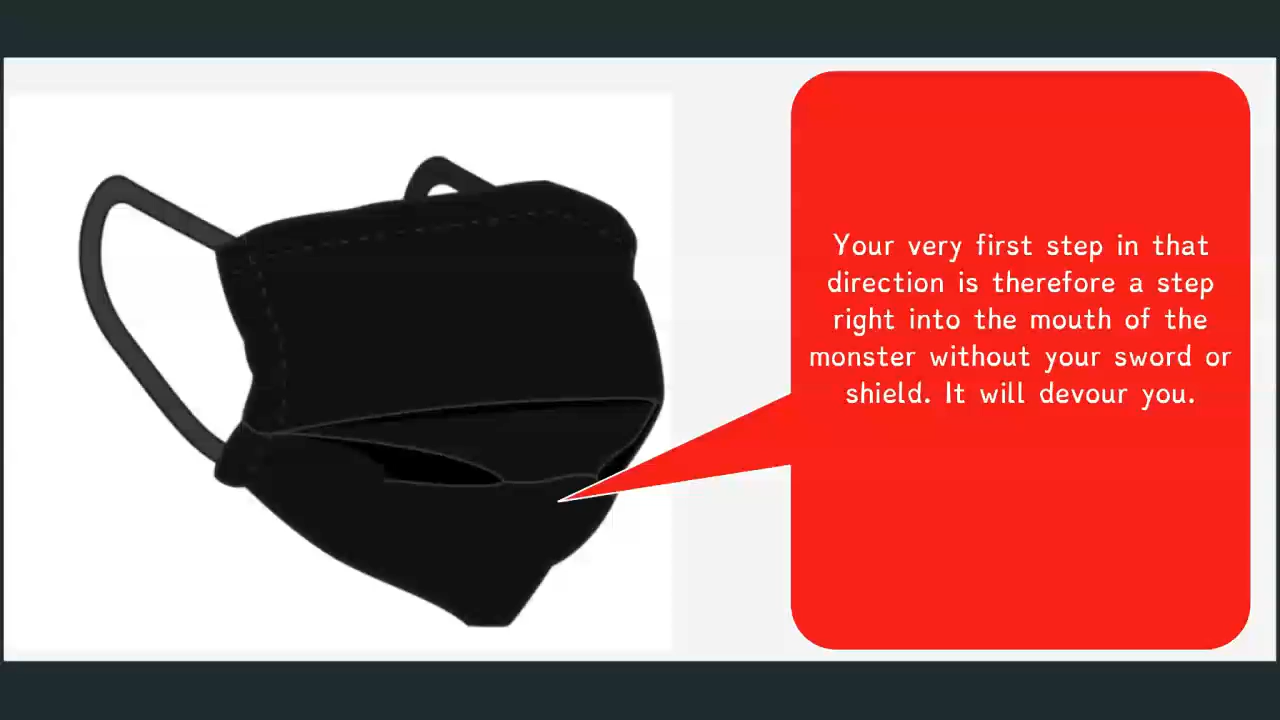 Your very first step in that
direction is therefore a step
right into the mouth of the
monster without your sword or
shield. It will devour you.